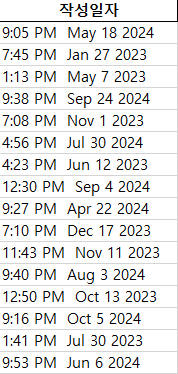 작성일자
9:05 PM May 18 2024
7:45 PM Jan 27 2023
1:13 PM May 7 2023
9:38 PM Sep 24 2024
7:08 PM Nov 1 2023
4:56 PM Jul 30 2024
4:23 PM Jun 12 2023
12:30 PM Sep 4 2024
9:27 PM Apr 22 2024
7:10 PM Dec 17 2023
11:43 PM Nov 11 2023
9:40 PM Aug 3 2024
12:50 PM Oct 13 2023
9:16 PM Oct 5 2024
1:41 PM Jul 30 2023
9:53 PM Jun 6 2024